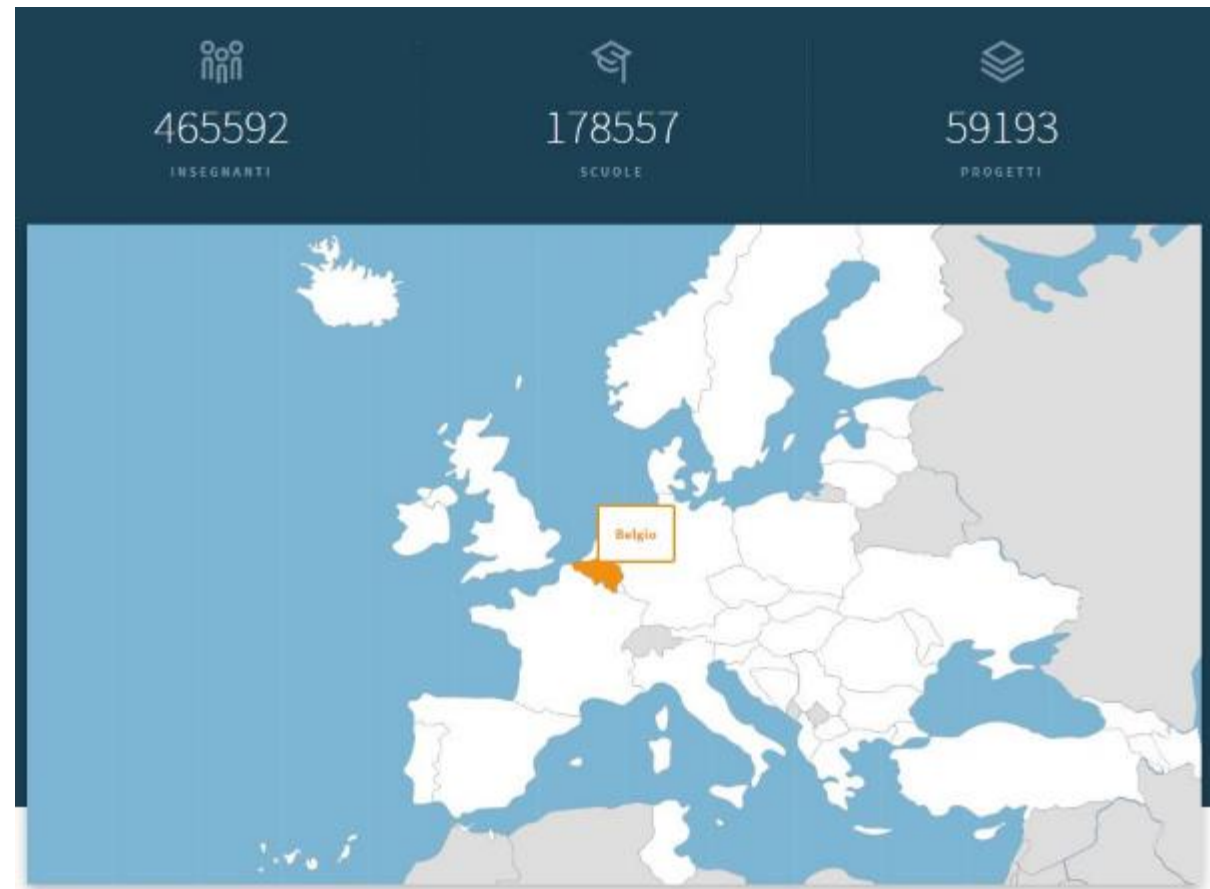 465592
INSEGNANTI
178557
SCUOLE
59193
PROGETTI
Belgio